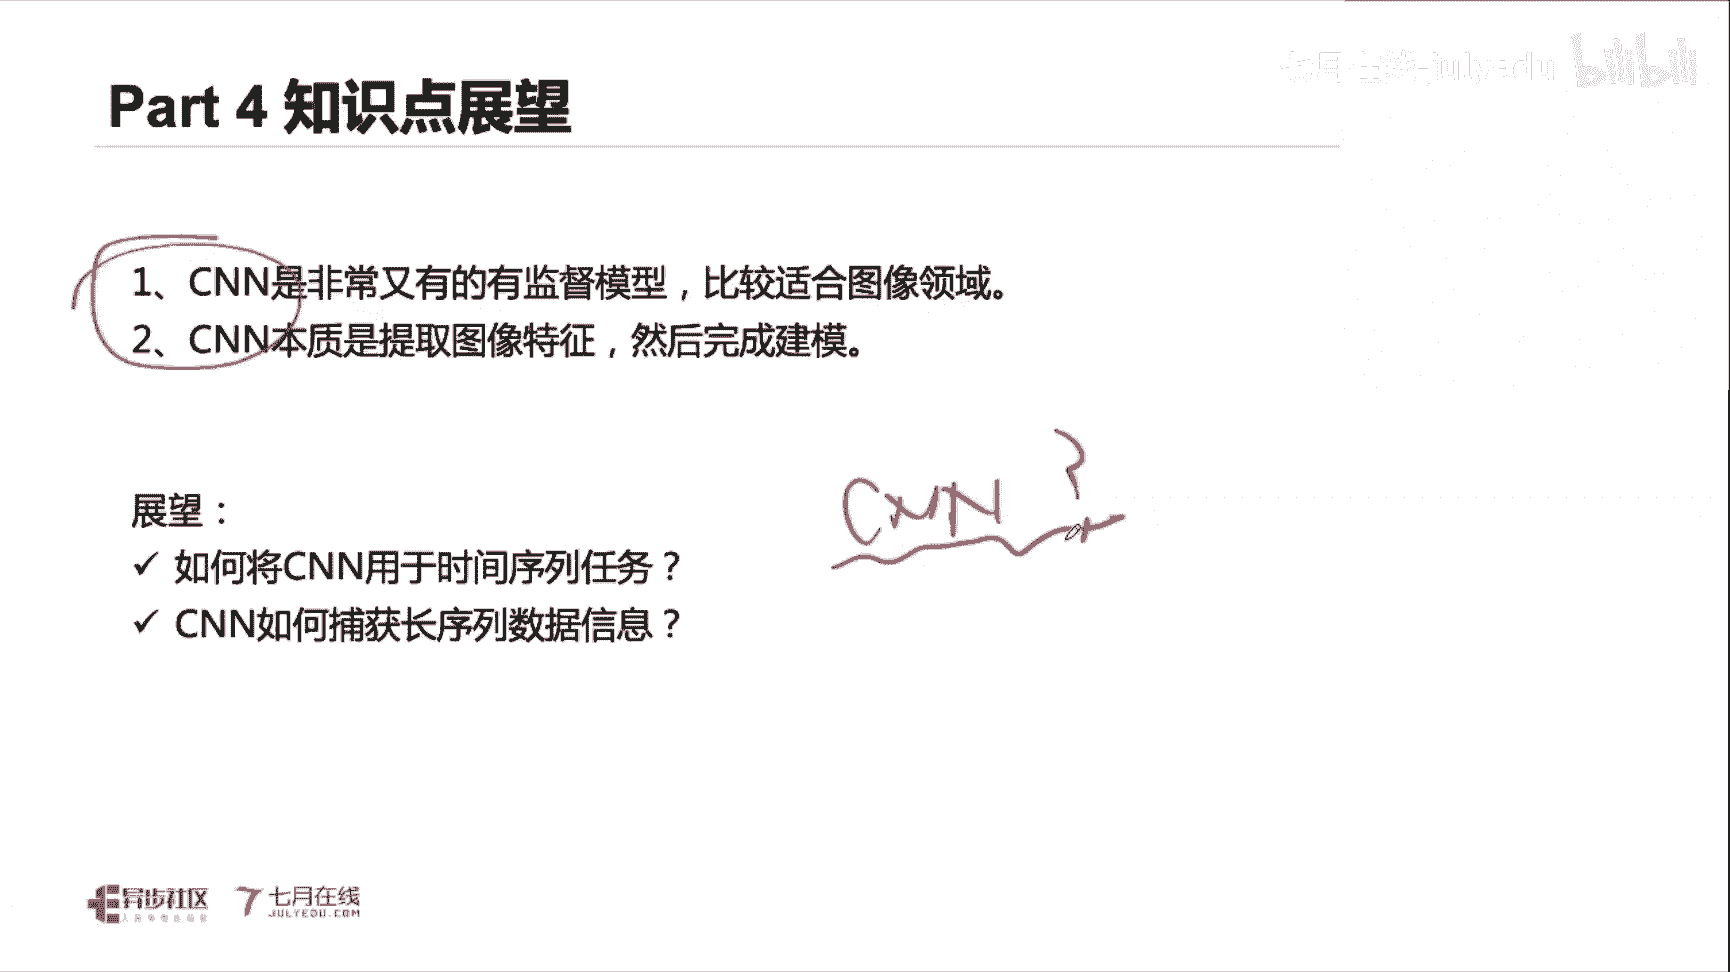 七月在线-julyedu bilibili
Part 4 知识点展望
1、CNN是非常又有的有监督模型，比较适合图像领域。
2、CNN本质是提取图像特征，然后完成建模。
CNN ?
展望：
✓ 如何将CNN用于时间序列任务？
✓ CNN如何捕获长序列数据信息？
异步社区 七月在线
JULYEDU.COM